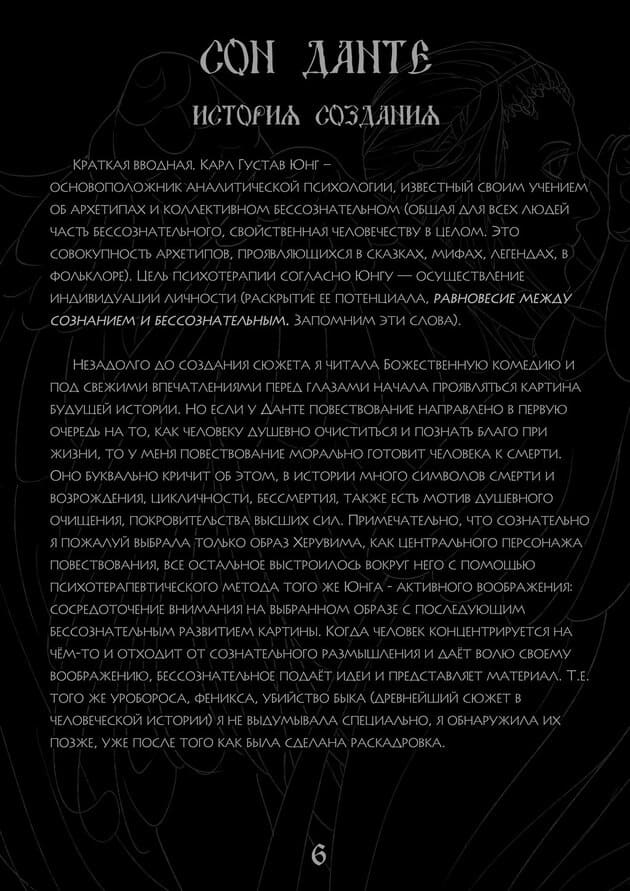 СОН ДАНТЕ
ИСТОРИЯ СОЗДАНИЯ
Краткая вводная. Карл Густав Юнг –
основоположник аналитической психологии, известный своим учением
об архетипах и коллективном бессознательном (общая для всех людей
часть бессознательного, свойственная человечеству в целом. Это
совокупность архетипов, проявляющихся в сказках, мифах, легендах, в
фольклоре). Цель психотерапии согласно Юнгу — осуществление
индивидуации личности (раскрытие ее потенциала, равновесие между
сознанием и бессознательным. Запомним эти слова).
Незадолго до создания сюжета я читала Божественную комедию и
под свежими впечатлениями перед глазами начала проявляться картина
будущей истории. Но если у Данте повествование направлено в первую
очередь на то, как человеку душевно очиститься и познать благо при
жизни, то у меня повествование морально готовит человека к смерти.
Оно буквально кричит об этом, в истории много символов смерти и
возрождения, цикличности, бессмертия, также есть мотив душевного
очищения, покровительства высших сил. Примечательно, что сознательно
я пожалуй выбрала только образ Херувима, как центрального персонажа
повествования, все остальное выстроилось вокруг него с помощью
психотерапевтического метода того же Юнга - активного воображения:
сосредоточение внимания на выбранном образе с последующим
бессознательным развитием картины. Когда человек концентрируется на
чём-то и отходит от сознательного размышления и даёт волю своему
воображению, бессознательное подаёт идеи и представляет материал. Т.е.
того же уробороса, феникса, убийство быка (древнейший сюжет в
человеческой истории) я не выдумывала специально, я обнаружила их
позже, уже после того как была сделана раскадровка.
6